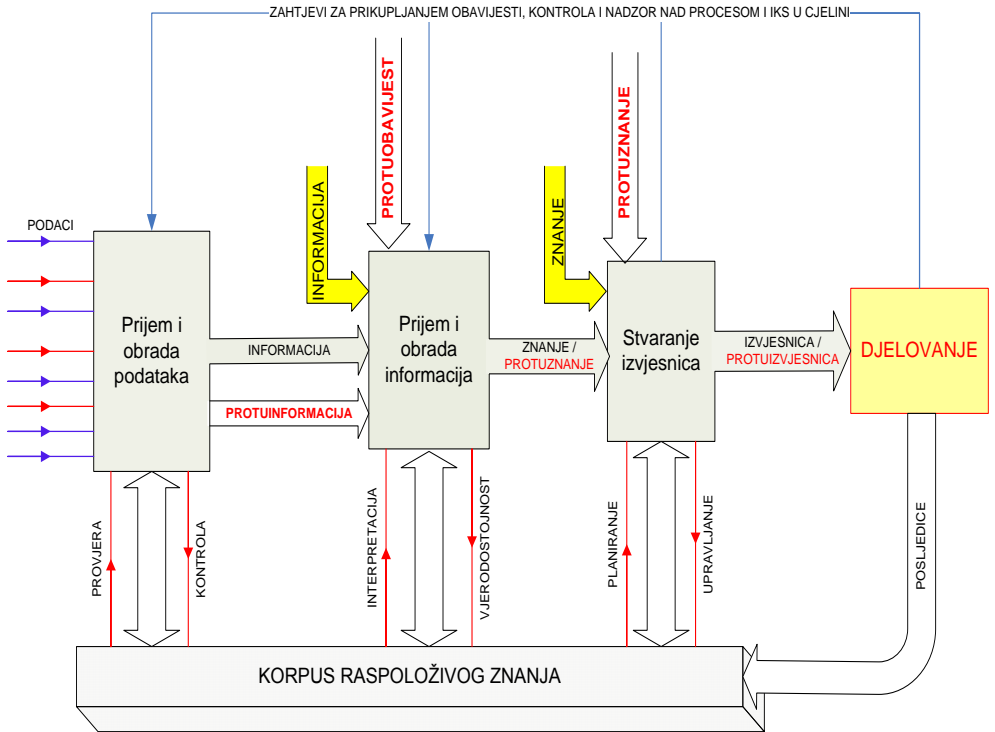 ZAHTJEVI ZA PRIKUPLJANJEM OBAVIJESTI, KONTROLA I NADZOR NAD PROCESOM I IKS U CJELINI
PROTUOBAVIJEST
PROTUZNANJE
INFORMACIJA
ZNANJE
PODACI
Prijem i
obrada
podataka
INFORMACIJA
PROTUINFORMACIJA
Prijem i
obrada
informacija
ZNANJE /
PROTUZNANJE
Stvaranje
izvjesnica
IZVJESNICA /
PROTUIZVJESNICA
DJELOVANJE
PROVJERA
KONTROLA
INTERPRETACIJA
VJERODOSTOJNOST
PLANIRANJE
UPRAVLJANJE
POSLJEDICE
KORPUS RASPOLOŽIVOG ZNANJA